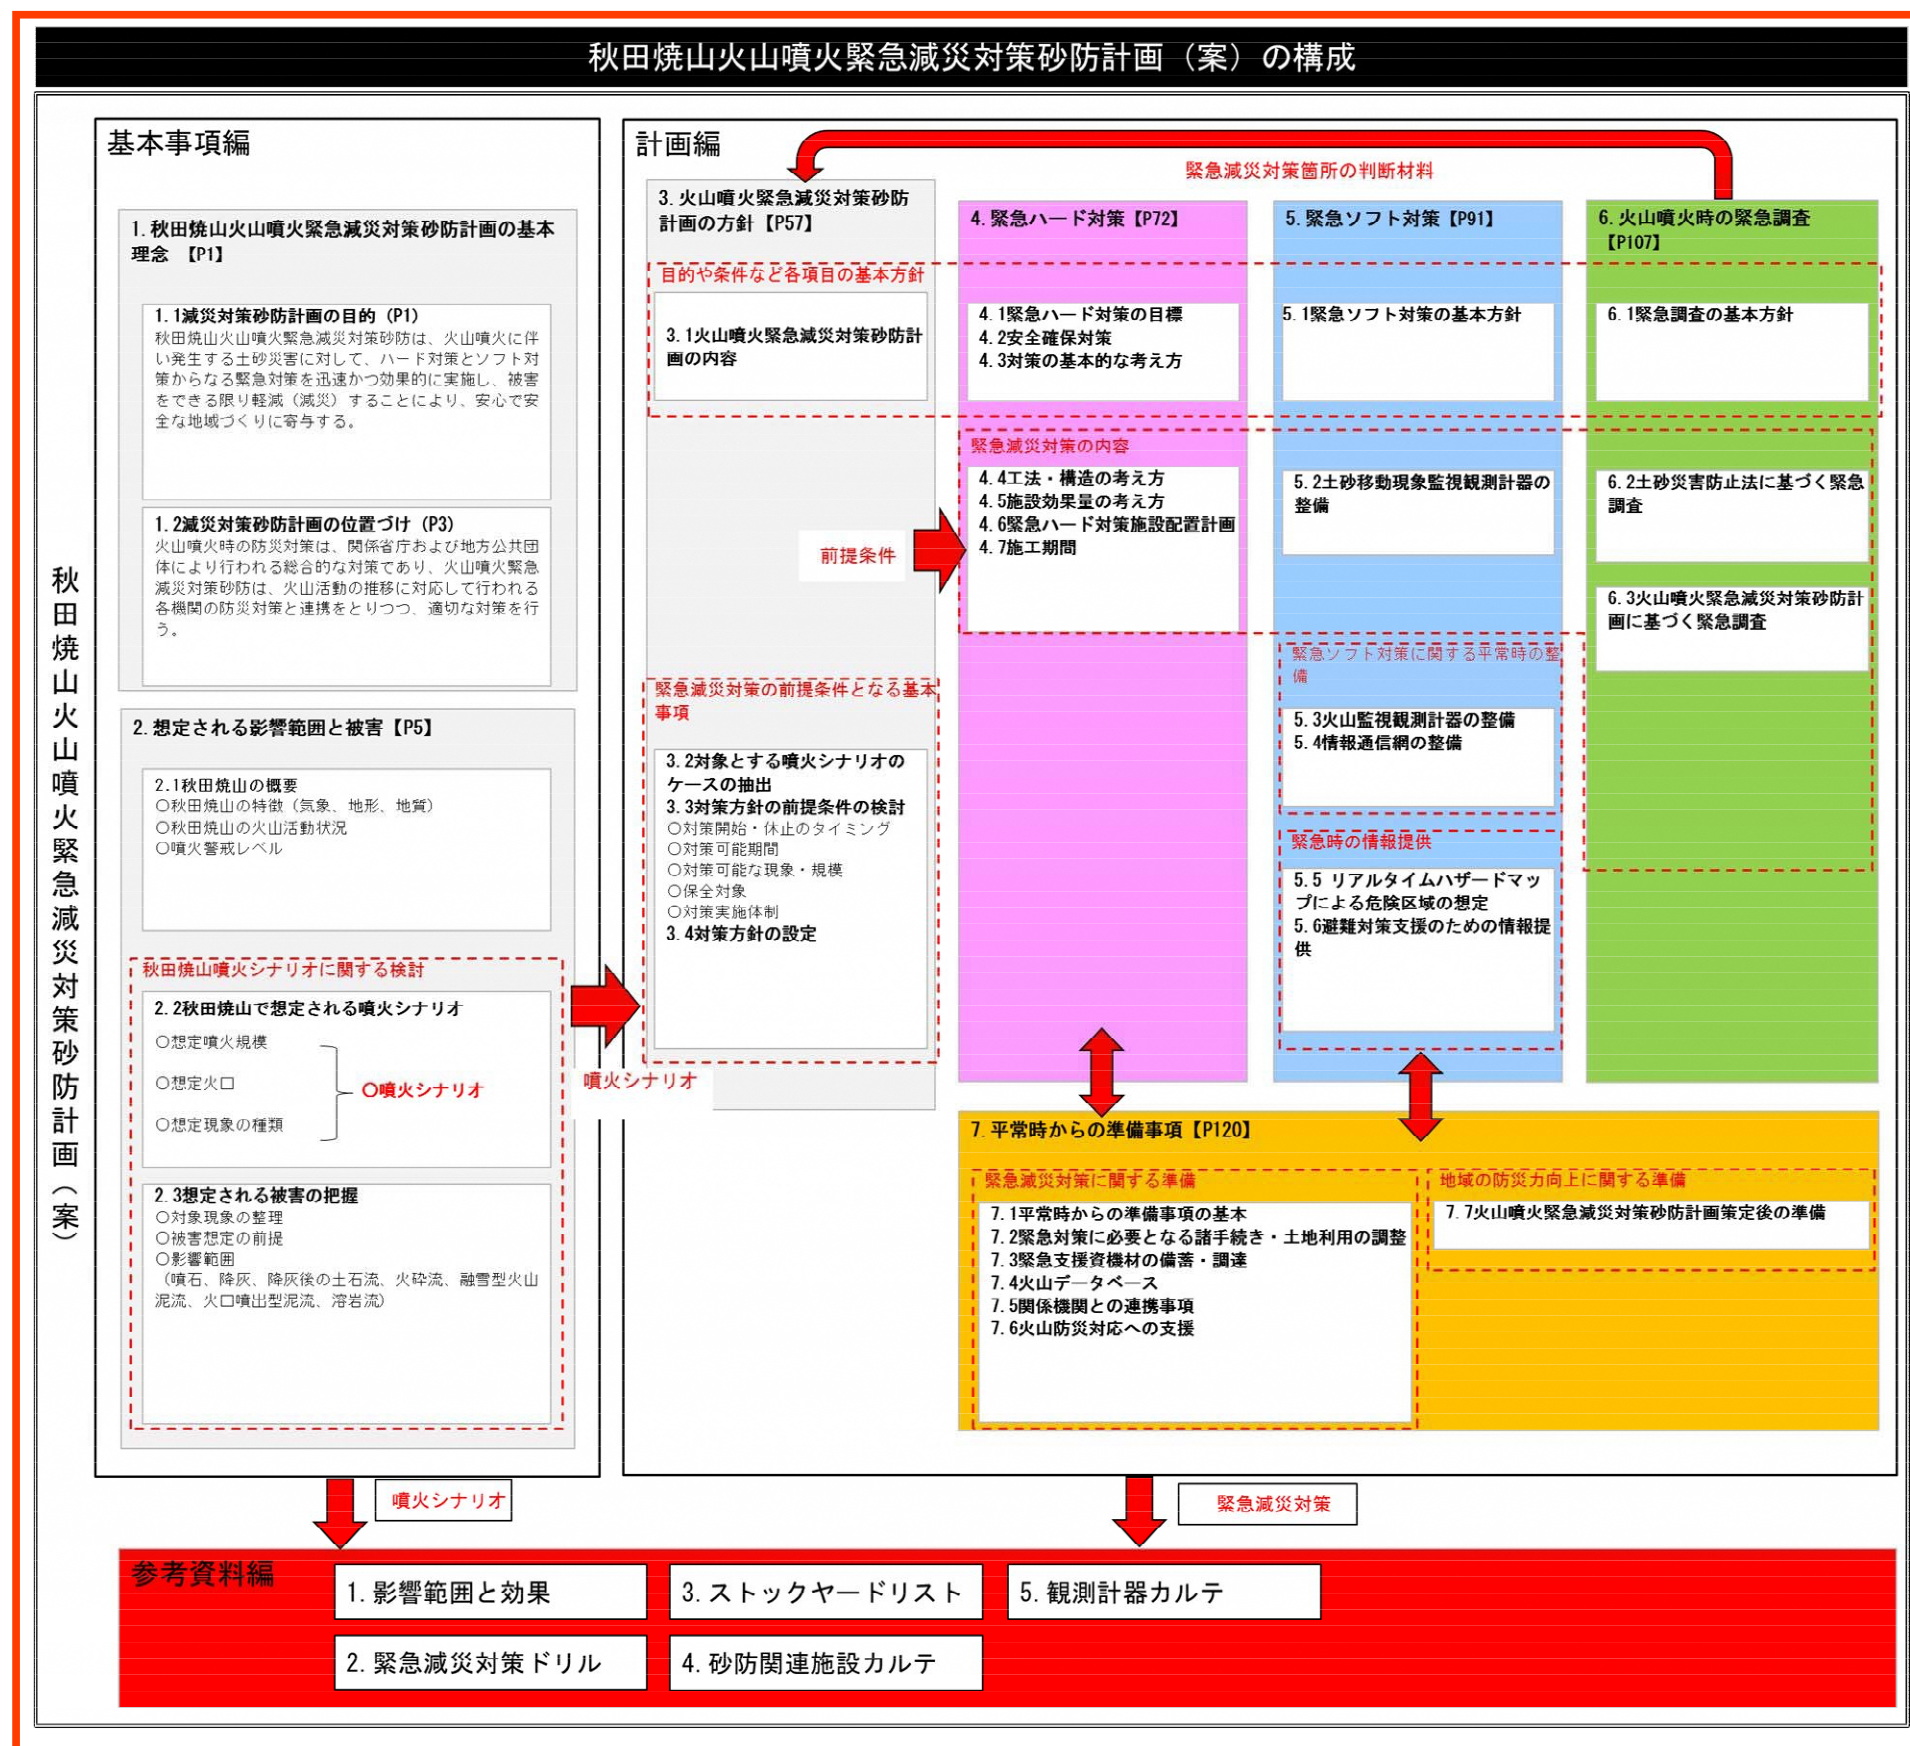 秋田焼山火山噴火緊急減災対策砂防計画（案）の構成
秋田焼山火山噴火緊急減災対策砂防計画（案）
基本事項編
1. 秋田焼山火山噴火緊急減災対策砂防計画の基本
理念 【P1】
1. 1減災対策砂防計画の目的（P1）
秋田焼山火山噴火緊急減災対策砂防は、火山噴火に伴
い発生する土砂災害に対して、ハード対策とソフト対
策からなる緊急対策を迅速かつ効果的に実施し、被害
をできる限り軽減（減災）することにより、安心で安
全な地域づくりに寄与する。
1. 2減災対策砂防計画の位置づけ（P3）
火山噴火時の防災対策は、関係省庁および地方公共団
体により行われる総合的な対策であり、火山噴火緊急
減災対策砂防は、火山活動の推移に対応して行われる
各機関の防災対策と連携をとりつつ、適切な対策を行
う。
2. 想定される影響範囲と被害【P5】
2.1秋田焼山の概要
○秋田焼山の特徴（気象、地形、地質）
○秋田焼山の火山活動状況
○噴火警戒レベル
秋田焼山噴火シナリオに関する検討
2. 2秋田焼山で想定される噴火シナリオ
○想定噴火規模
○想定火口
○噴火シナリオ
○想定現象の種類
2. 3想定される被害の把握
○対象現象の整理
○被害想定の前提
○影響範囲
（噴石、降灰、降灰後の土石流、火砕流、融雪型火山
泥流、火口噴出型泥流、溶岩流）
噴火シナリオ
計画編
緊急減災対策箇所の判断材料
3. 火山噴火緊急減災対策砂防
計画の方針【P57】
目的や条件など各項目の基本方針
3. 1火山噴火緊急減災対策砂防計
画の内容
前提条件
緊急減災対策の前提条件となる基本
事項
3. 2対象とする噴火シナリオの
ケースの抽出
3. 3対策方針の前提条件の検討
○対策開始・休止のタイミング
○対策可能期間
○対策可能な現象・規模
○保全対象
○対策実施体制
3. 4対策方針の設定
4. 緊急ハード対策【P72】
4. 1緊急ハード対策の目標
4. 2安全確保対策
4. 3対策の基本的な考え方
緊急減災対策の内容
4. 4工法・構造の考え方
4. 5施設効果量の考え方
4. 6緊急ハード対策施設配置計画
4. 7施工期間
5. 緊急ソフト対策【P91】
5. 1緊急ソフト対策の基本方針
5. 2土砂移動現象監視観測計器の
整備
緊急ソフト対策に関する平常時の整
備
5. 3火山監視観測計器の整備
5. 4情報通信網の整備
緊急時の情報提供
5. 5 リアルタイムハザードマッ
プによる危険区域の想定
5. 6避難対策支援のための情報提
供
6. 火山噴火時の緊急調査
【P107】
6. 1緊急調査の基本方針
6. 2土砂災害防止法に基づく緊急
調査
6. 3火山噴火緊急減災対策砂防計
画に基づく緊急調査
7. 平常時からの準備事項【P120】
緊急減災対策に関する準備
7. 1平常時からの準備事項の基本
7. 2緊急対策に必要となる諸手続き・土地利用の調整
7. 3緊急支援資機材の備蓄・調達
7. 4火山データベース
7. 5関係機関との連携事項
7. 6火山防災対応への支援
地域の防災力向上に関する準備
7. 7火山噴火緊急減災対策砂防計画策定後の準備
噴火シナリオ
緊急減災対策
参考資料編
1. 影響範囲と効果
3. ストックヤードリスト
5. 観測計器カルテ
2. 緊急減災対策ドリル
4. 砂防関連施設カルテ